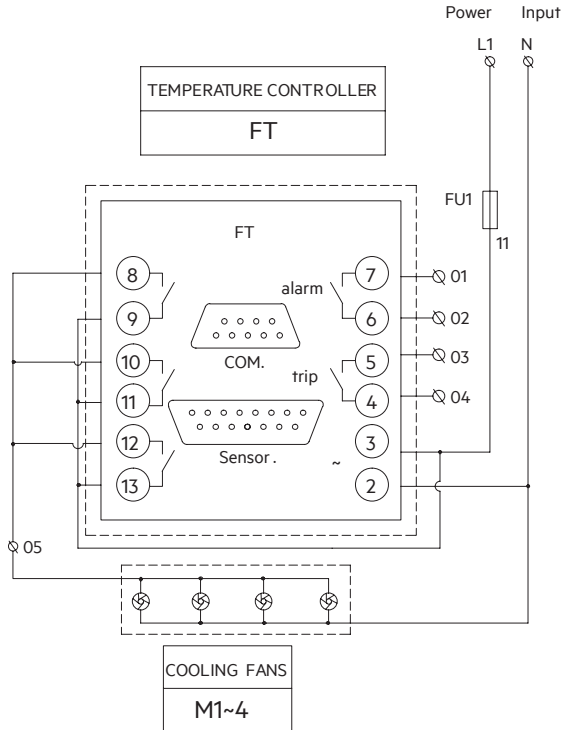 Power Input
L1 N
TEMPERATURE CONTROLLER
FT
FU1
11
FT
8
7
01
alarm
9
6
02
10
5
03
COM.
trip
11
4
04
12
3
Sensor.
~
13
2
05
COOLING FANS
M1~4